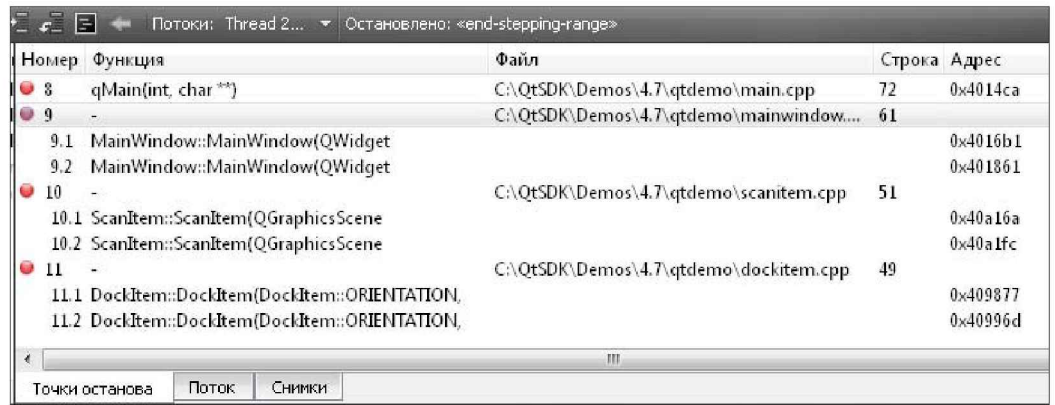 Потоки: Thread 2... Остановлено: «end-stepping-range»
Номер Функция Файл Строка Адрес
8 qMain(int, char **) C:\QtSDK\Demos\4.7\qtdemo\main.cpp 72 0x4014ca
9 - C:\QtSDK\Demos\4.7\qtdemo\mainwindow.... 61
9.1 MainWindow::MainWindow(QWidget 0x4016b1
9.2 MainWindow::MainWindow(QWidget 0x401861
10 - C:\QtSDK\Demos\4.7\qtdemo\scanitem.cpp 51
10.1 ScanItem::ScanItem(QGraphicsScene 0x40a16a
10.2 ScanItem::ScanItem(QGraphicsScene 0x40a1fc
11 - C:\QtSDK\Demos\4.7\qtdemo\dockitem.cpp 49
11.1 DockItem::DockItem(DockItem::ORIENTATION, 0x409877
11.2 DockItem::DockItem(DockItem::ORIENTATION, 0x40996d
Точки останова Поток Снимки